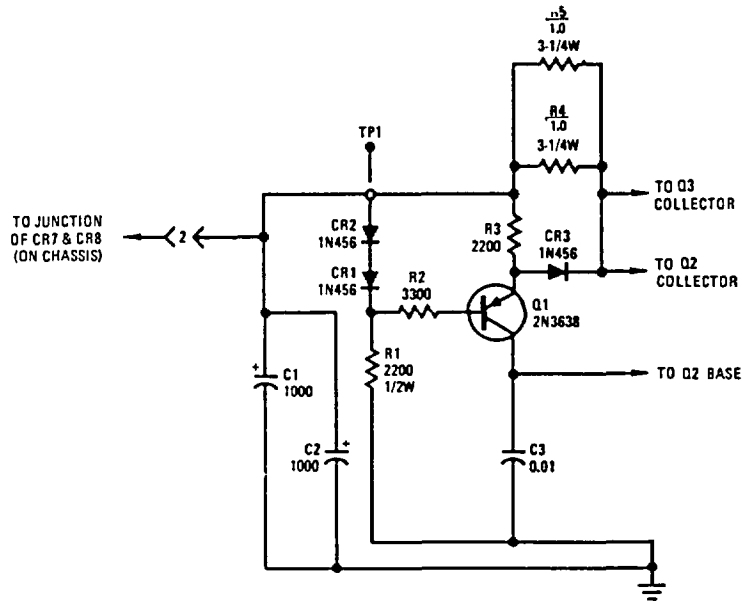 R5
1.0
3-1/4W
R4
1.0
3-1/4W
TP1
TO Q3
COLLECTOR
TO JUNCTION
OF CR7 & CR8
(ON CHASSIS)
2
CR2
1N456
R3
2200
CR3
1N456
TO Q2
COLLECTOR
CR1
1N456
R2
3300
Q1
2N3638
+
C1
1000
R1
2200
1/2W
TO Q2 BASE
C2
1000
+
C3
0.01